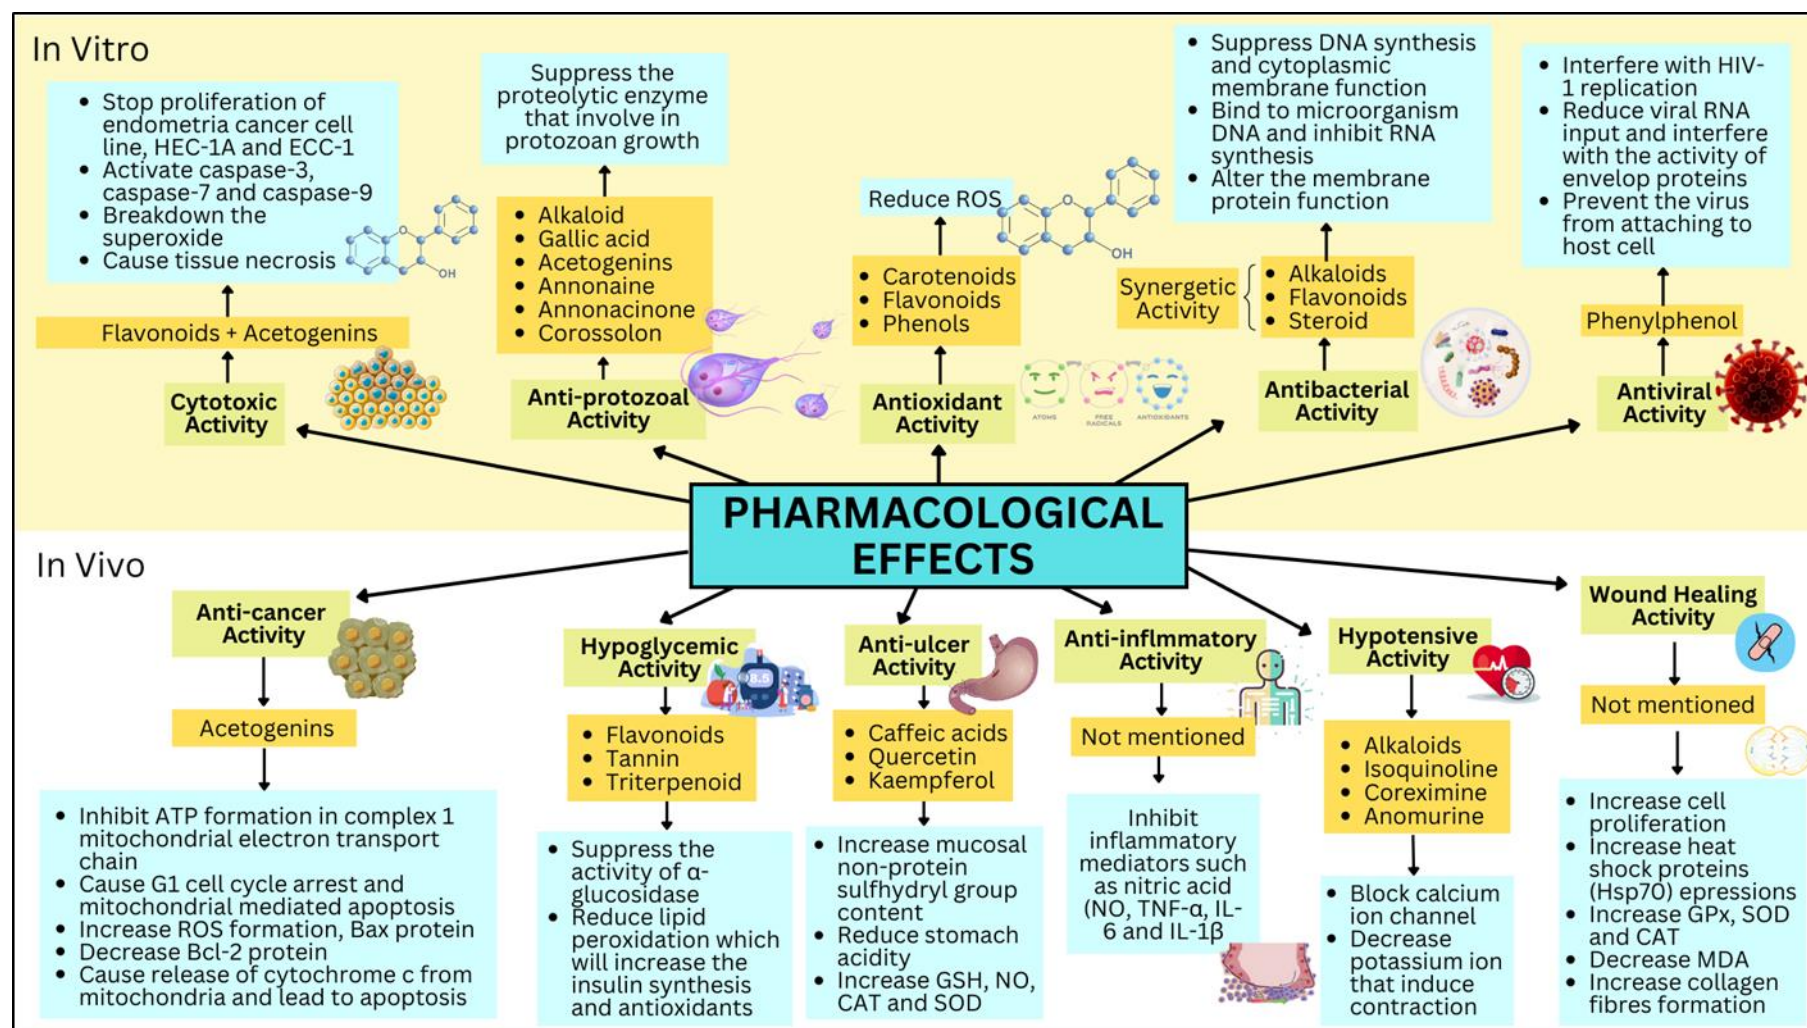 In Vitro
Stop proliferation of
endometria cancer cell
line, HEC-1A and ECC-1
Activate caspase-3,
caspase-7 and caspase-9
Breakdown the
superoxide
Cause tissue necrosis
OH
O
Flavonoids + Acetogenins
Cytotoxic
Activity
Suppress the
proteolytic enzyme
that involve in
protozoan growth
Alkaloid
Gallic acid
Acetogenins
Annonaine
Annonacinone
Corossolon
Anti-protozoal
Activity
Reduce ROS
O
OH
Carotenoids
Flavonoids
Phenols
Antioxidant
Activity
ATOMS
FREE
RADICALS
ANTIOXIDANTS
Suppress DNA synthesis
and cytoplasmic
membrane function
Bind to microorganism
DNA and inhibit RNA
synthesis
Alter the membrane
protein function
Synergetic
Activity
Alkaloids
Flavonoids
Steroid
Antibacterial
Activity
Interfere with HIV-
1 replication
Reduce viral RNA
input and interfere
with the activity of
envelop proteins
Prevent the virus
from attaching to
host cell
Phenylphenol
Antiviral
Activity
PHARMACOLOGICAL
EFFECTS
In Vivo
Anti-cancer
Activity
Acetogenins
Inhibit ATP formation in complex 1
mitochondrial electron transport
chain
Cause G1 cell cycle arrest and
mitochondrial mediated apoptosis
Increase ROS formation, Bax protein
Decrease Bcl-2 protein
Cause release of cytochrome c from
mitochondria and lead to apoptosis
Hypoglycemic
Activity
8.5
Flavonoids
Tannin
Triterpenoid
Suppress the
activity of α-
glucosidase
Reduce lipid
peroxidation which
will increase the
insulin synthesis
and antioxidants
Anti-ulcer
Activity
Caffeic acids
Quercetin
Kaempferol
Increase mucosal
non-protein
sulfhydryl group
content
Reduce stomach
acidity
Increase GSH, NO,
CAT and SOD
Anti-inflmmatory
Activity
Not mentioned
Inhibit
inflammatory
mediators such
as nitric acid
(NO, TNF-α, IL-
6 and IL-1β
Hypotensive
Activity
Alkaloids
Isoquinoline
Coreximine
Anomurine
Block calcium
ion channel
Decrease
potassium ion
that induce
contraction
Wound Healing
Activity
Not mentioned
Increase cell
proliferation
Increase heat
shock proteins
(Hsp70) epressions
Increase GPx, SOD
and CAT
Decrease MDA
Increase collagen
fibres formation